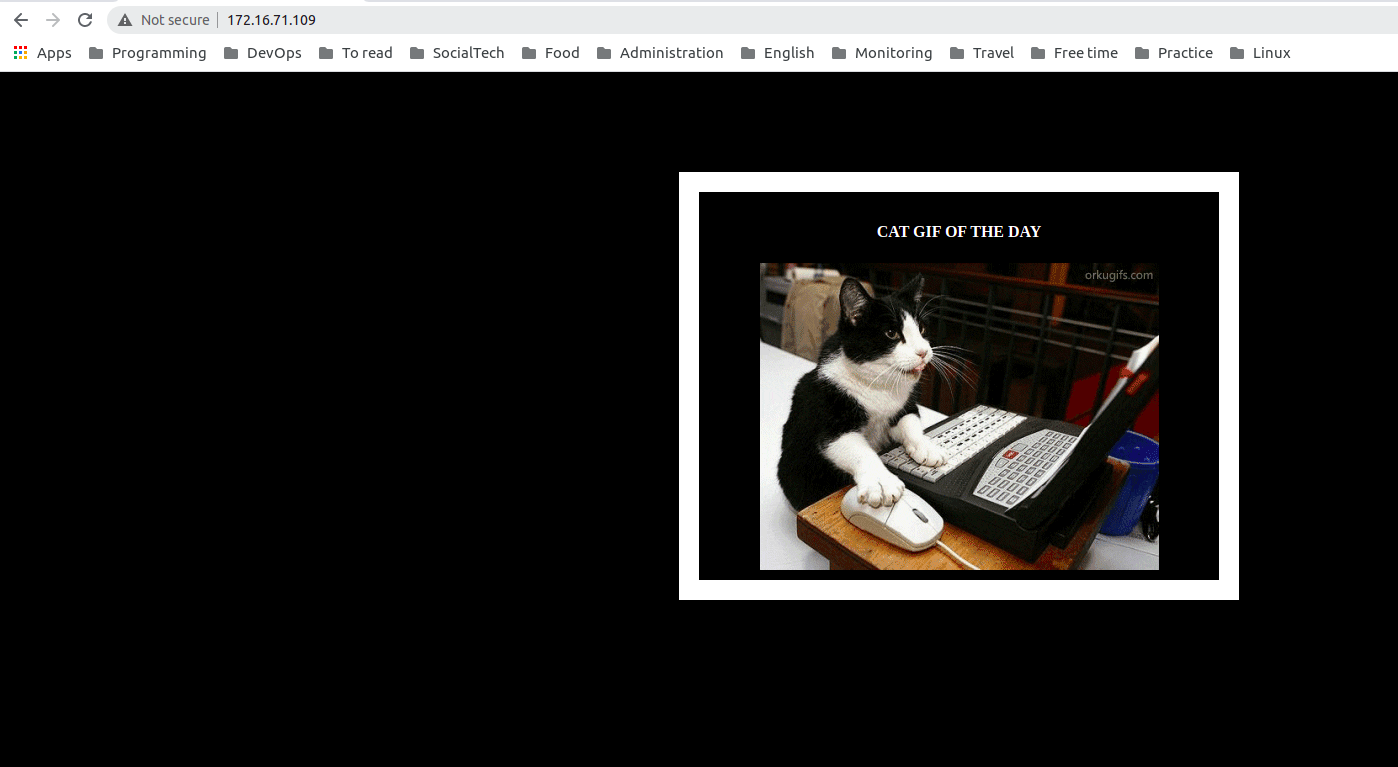 Not secure 172.16.71.109
Apps Programming DevOps To read SocialTech Food Administration English Monitoring Travel Free time Practice Linux
CAT GIF OF THE DAY
orkugifs.com